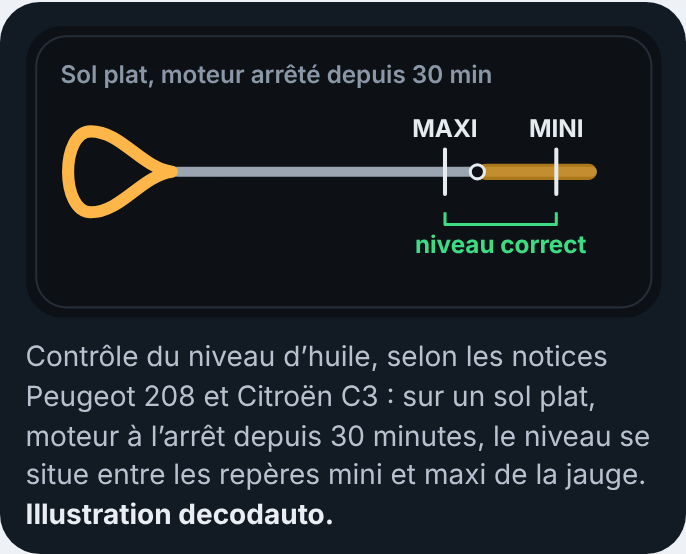 Sol plat, moteur arrêté depuis 30 min
MAXI MINI
niveau correct
Contrôle du niveau d’huile, selon les notices
Peugeot 208 et Citroën C3 : sur un sol plat,
moteur à l’arrêt depuis 30 minutes, le niveau se
situe entre les repères mini et maxi de la jauge.
Illustration decodauto.